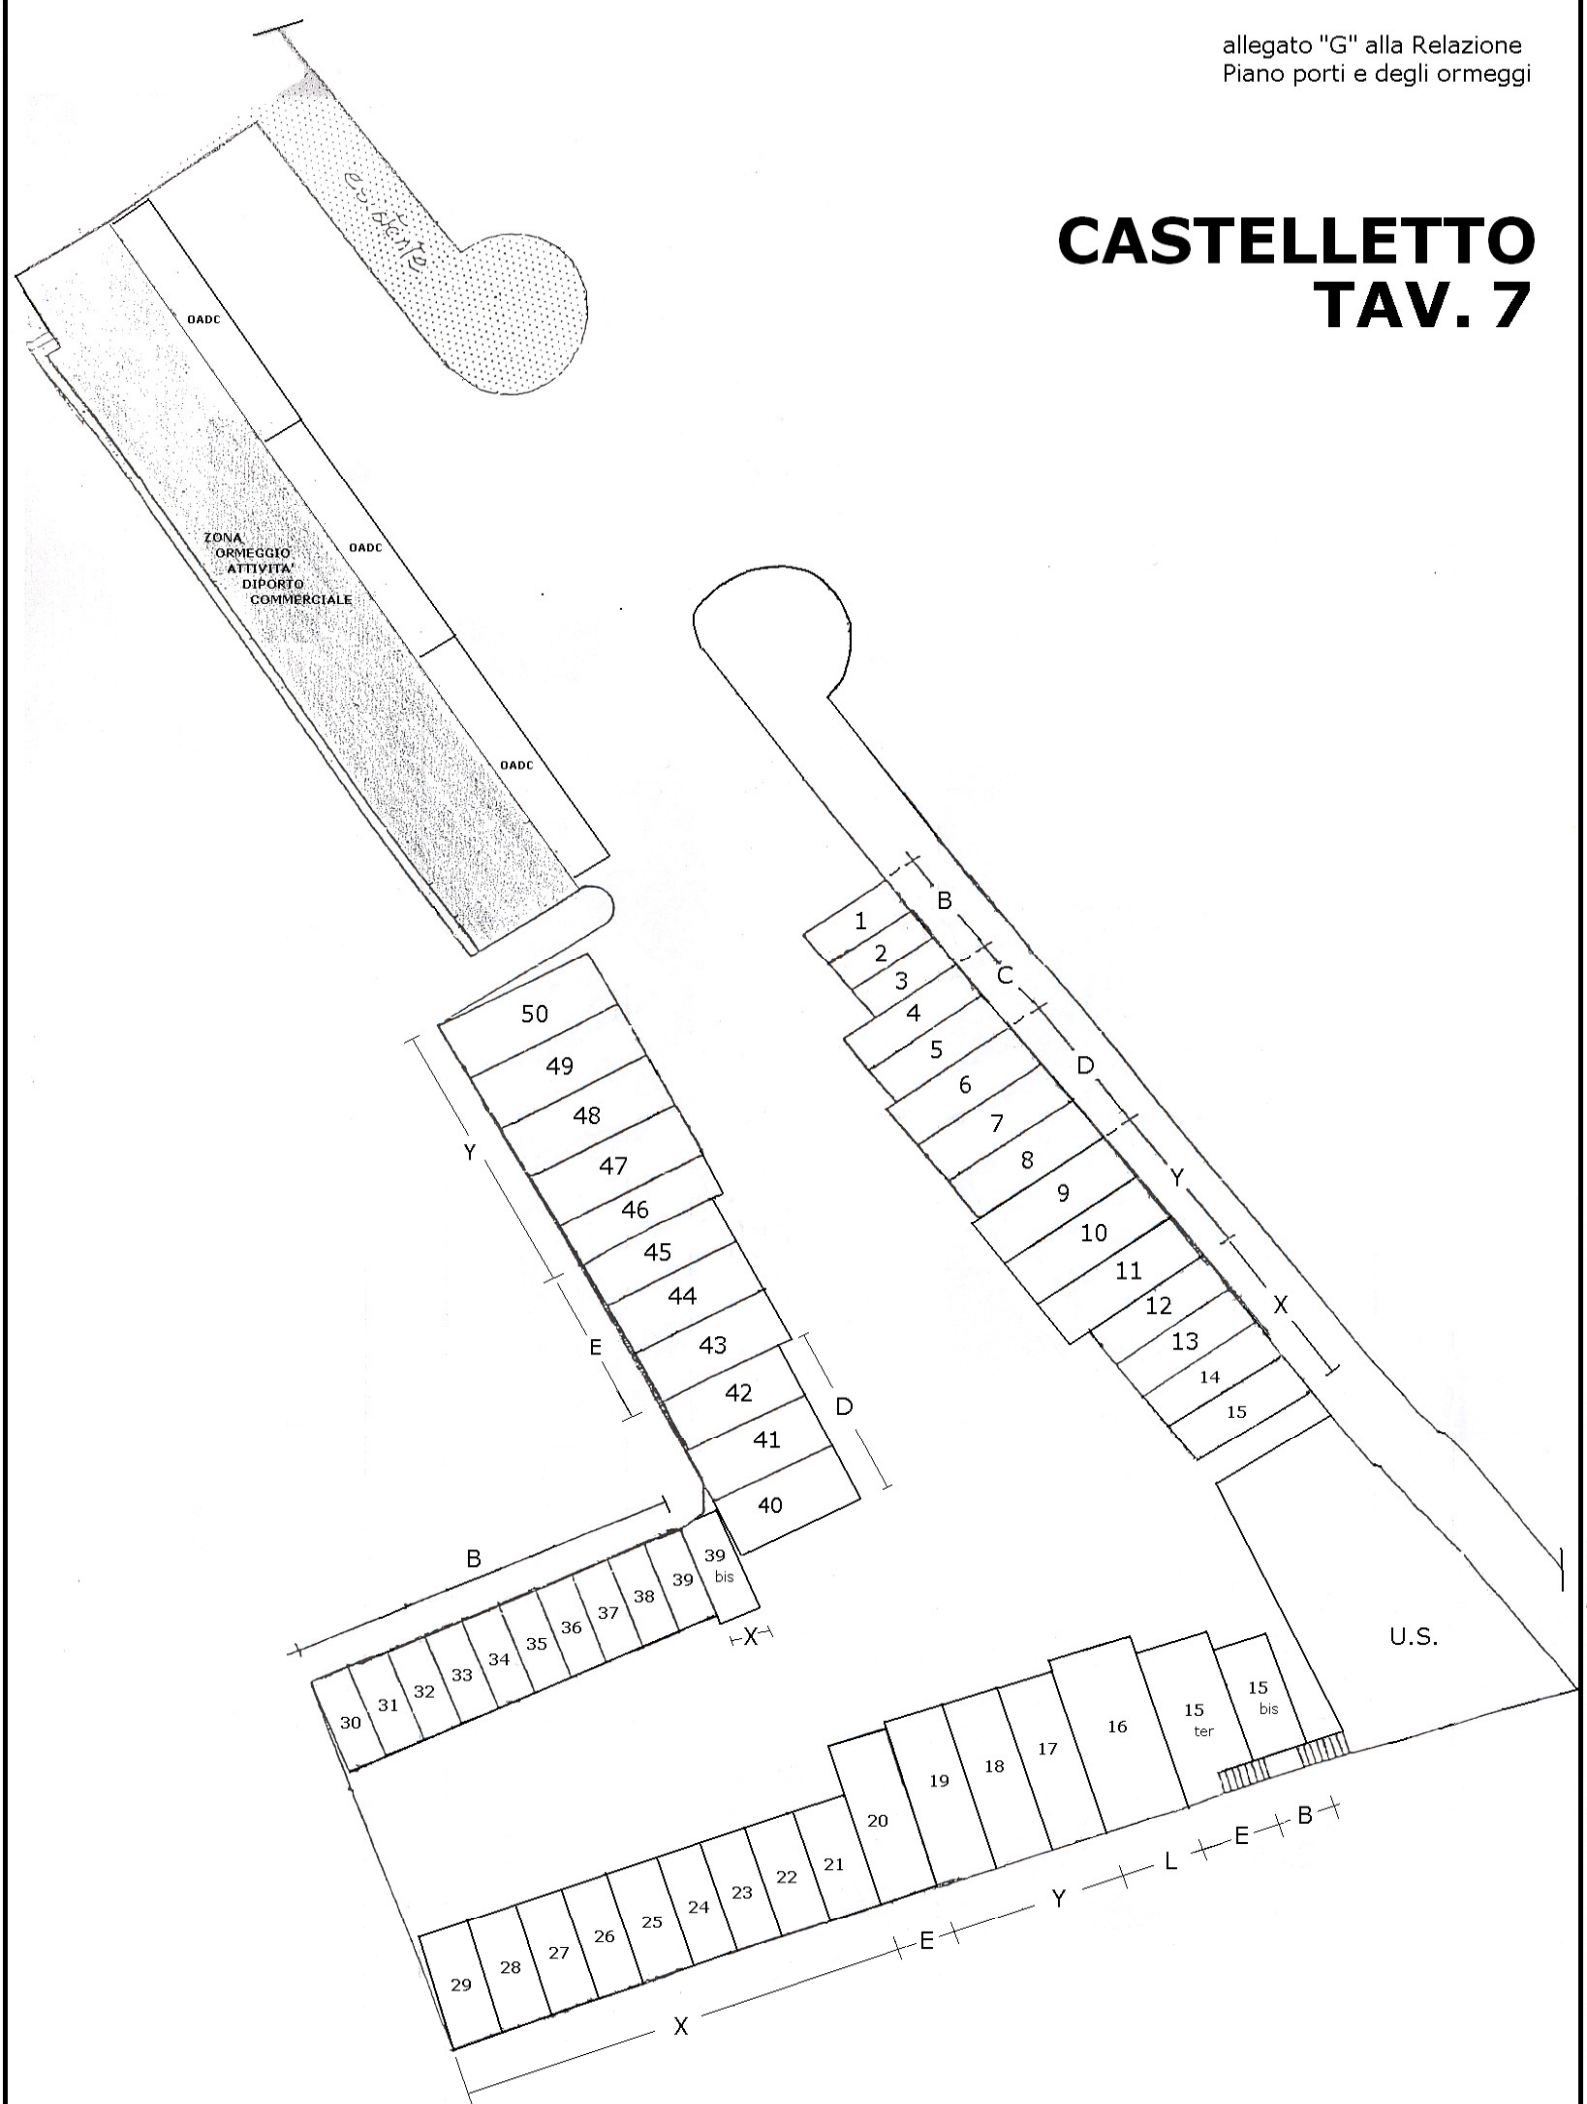 allegato "G" alla Relazione
Piano porti e degli ormeggi
CASTELLETTO
TAV. 7
esistente
OADC
ZONA
ORMEGGIO
ATTIVITA'
DIPORTO
COMMERCIALE
OADC
OADC
1
2
3
4
5
6
7
8
9
10
11
12
13
14
15
B
C
D
Y
X
50
49
48
47
46
45
44
43
42
41
40
Y
E
D
B
30
31
32
33
34
35
36
37
38
39
39
bis
X
U.S.
15
bis
15
ter
16
17
18
19
20
21
22
23
24
25
26
27
28
29
X
E
Y
L
E
B